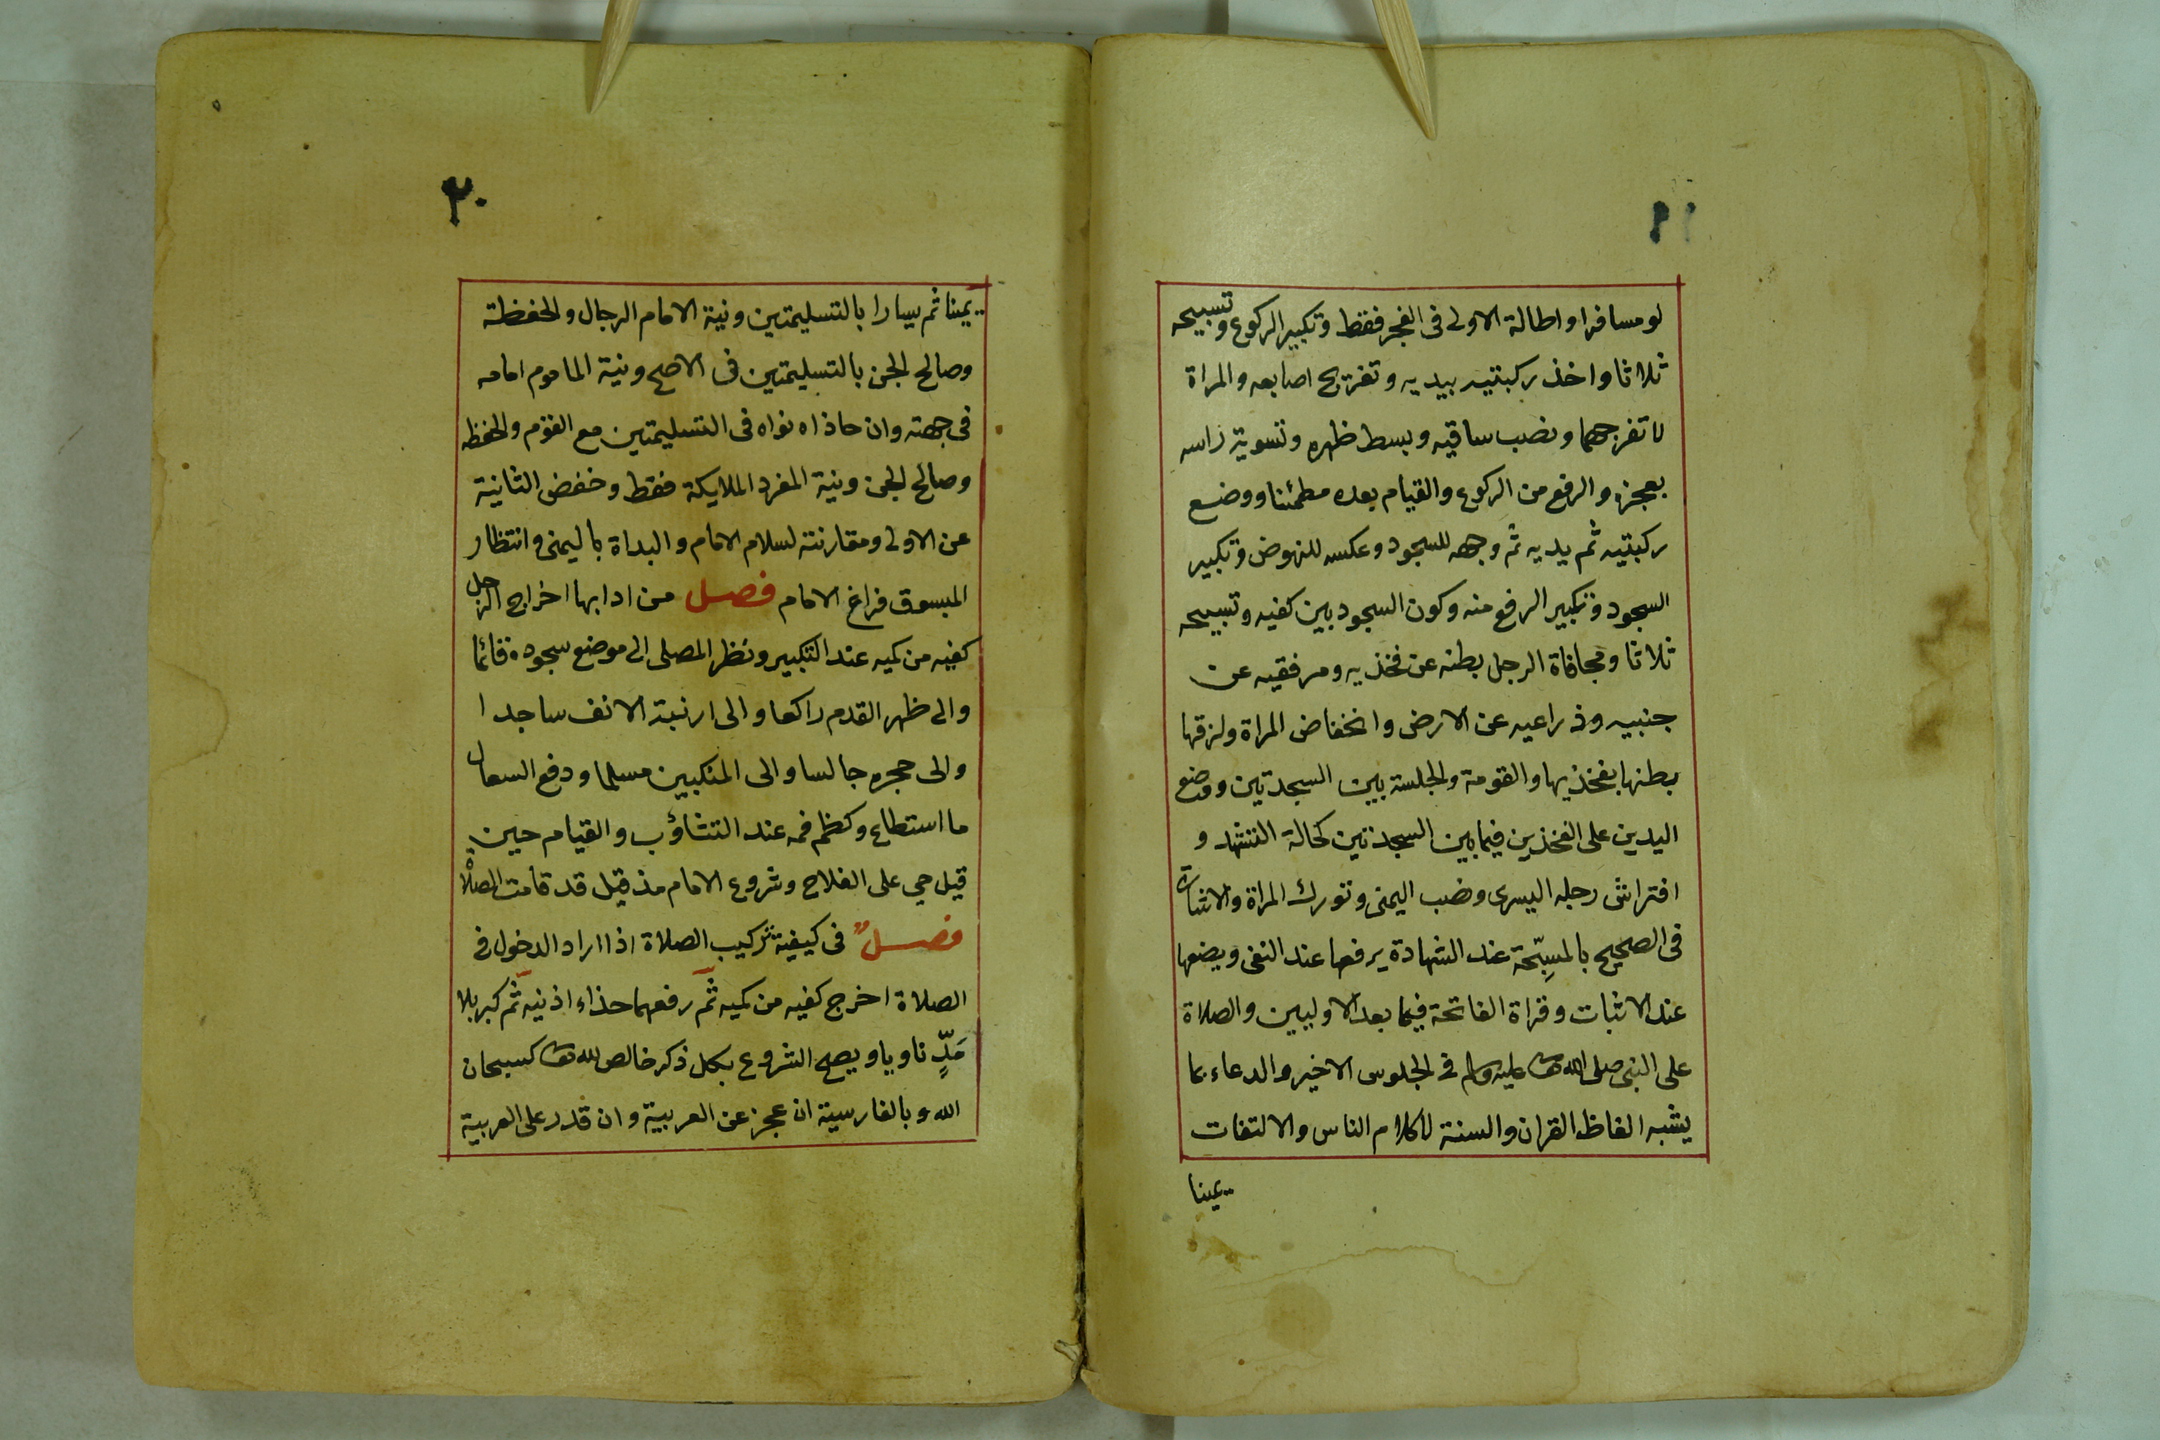 لو مسافرا واطالة الاولى فى الفجر فقط وتكبير الركوع وتسبيحه
ثلاثا واخذ ركبتيه بيديه وتفريج اصابعه والمراة
لا تفرجهما ونصب ساقيه وبسط ظهره وتسوية راسه
بعجزه والرفع من الركوع والقيام بعده مطمئنا ووضع
ركبتيه ثم يديه ثم وجهه للسجود وعكسه للنهوض وتكبير
السجود وتكبير الرفع منه وكون السجود بين كفيه وتسبيحه
ثلاثا ومجافاة الرجل بطنه عن فخذيه ومرفقيه عن
جنبيه وذراعيه عن الارض وانخفاض المراة ولزقها
بطنها بفخذيها والقومة والجلسة بين السجدتين ووضع
اليدين على الفخذين فيما بين السجدتين كحالة التشهد و
افتراش رجله اليسرى ونصب اليمنى وتورك المراة والاشارة
فى الصحيح بالمسبّحة عند الشهادة يرفعها عند النفى ويضعها
عند الاثبات وقراة الفاتحة فيما بعد الاوليين والصلاة
على النبى صلى الله عليه وسلم فى الجلوس الاخير والدعاء بما
يشبه الفاظ القران والسنة لا كلام الناس والالتفات
يمينا
٢٠
يمينا ثم يسارا بالتسليمتين ونية الامام الرجال والحفظة
وصالح الجن بالتسليمتين فى الاصح ونية الماموم امامه
فى جهته وان حاذاه نواه فى التسليمتين مع القوم والحفظه
وصالح الجن ونية المفرد الملايكة فقط وخفض الثانية
عن الاولى ومقارنته لسلام الامام والبداة باليمنى وانتظار
المبسوق فراغ الامام فصل من ادابها اخراج الرجل
كفيه من كميه عند التكبير ونظر المصلى الى موضع سجوده قائما
والى ظهر القدم راكعا والى ارنبة الانف ساجدا
والى حجره جالسا والى المنكبين مسلما ودفع السعال
ما استطاع وكظم فمه عند التثاؤب والقيام حين
قيل حي على الفلاح وشروع الامام مذ قيل قد قامت الصلاة
فصل فى كيفية تركيب الصلاة اذا اراد الدخول فى
الصلاة اخرج كفيه من كميه ثم رفعهما حذاء اذنيه ثم كبر بلا
مَدٍّ ناويا ويصح الشروع بكل ذكر خالص لله تعالى كسبحان
الله وبالفارسية ان عجز عن العربية وان قدر على العربية